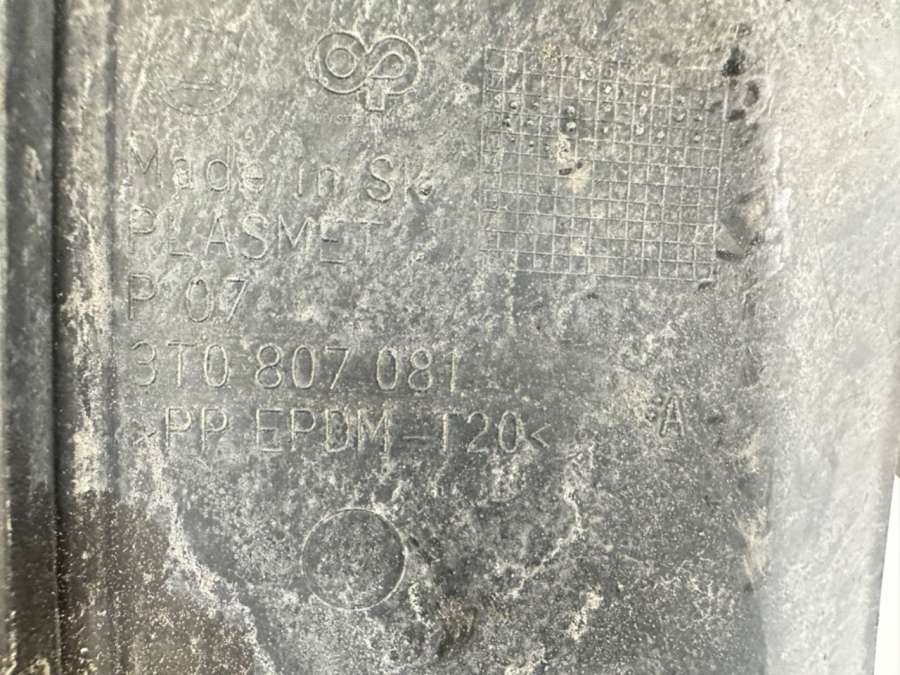 Made in SK
PLASMET
P 07
3T0 807 081
A
>PP EPDM-T20<